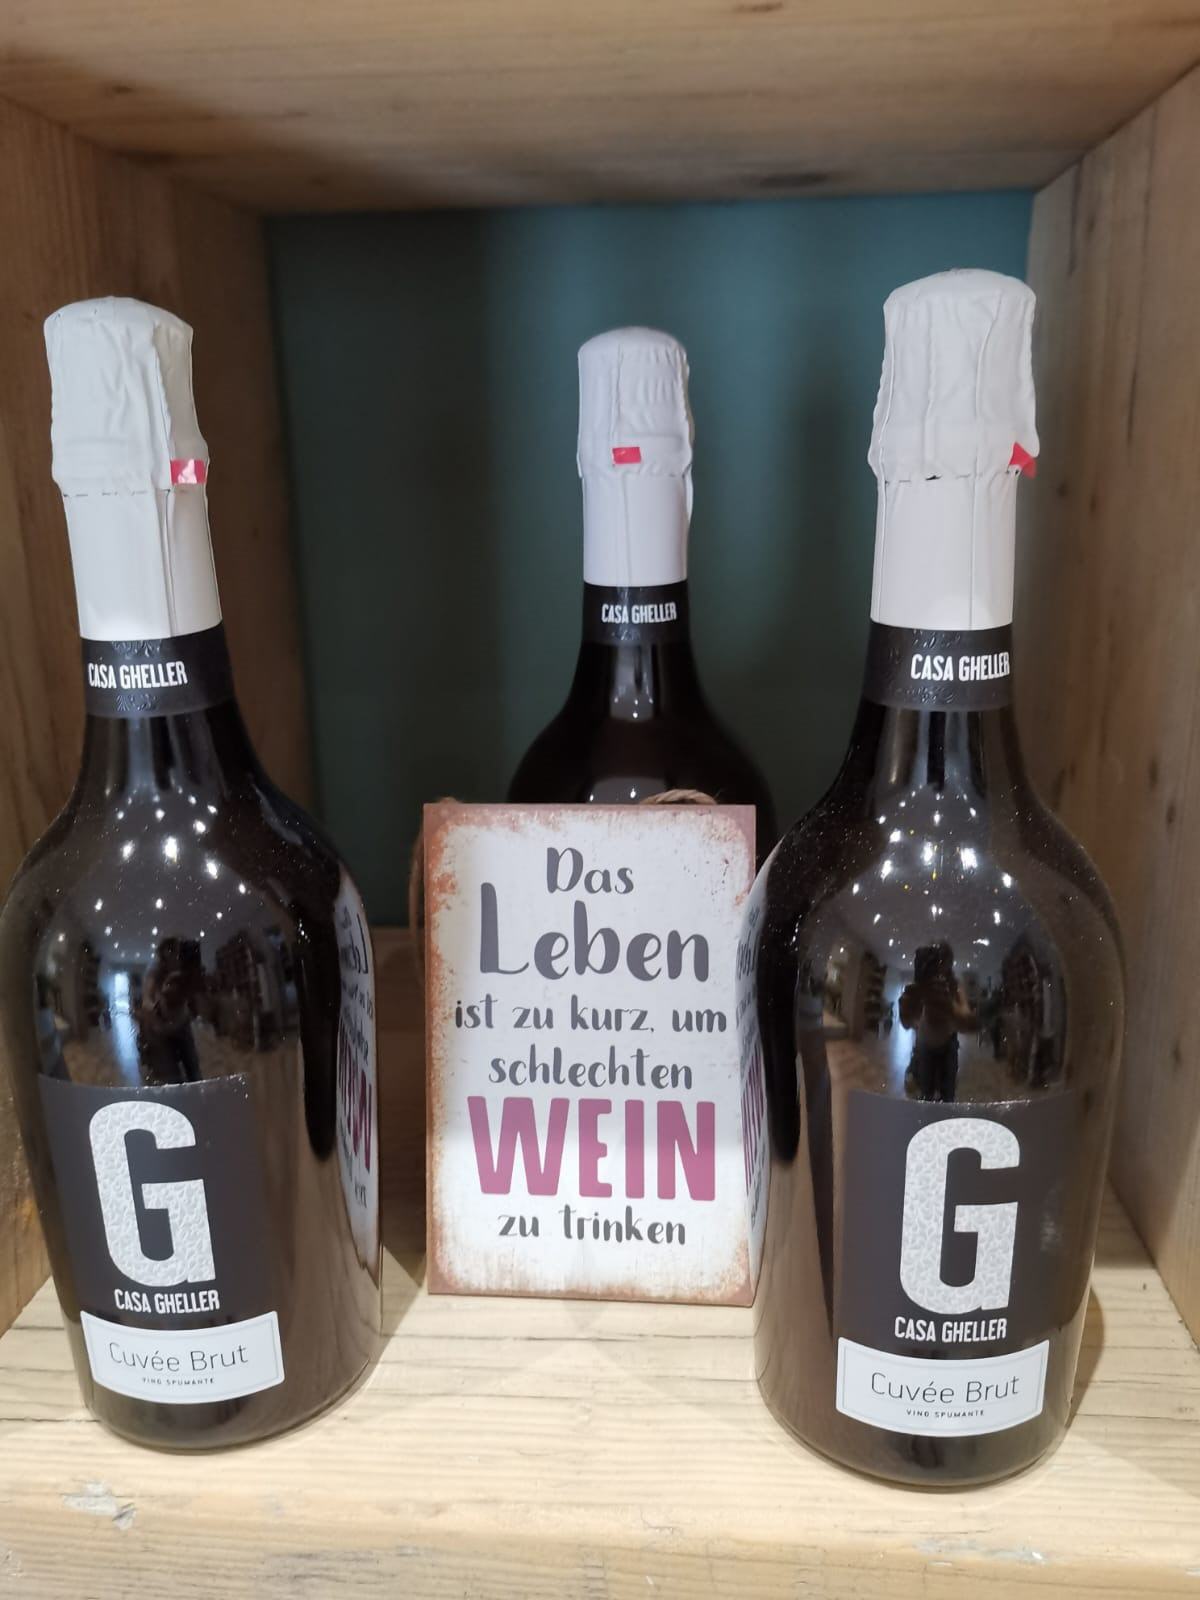 CASA GHELLER
CASA GHELLER
CASA GHELLER
Das
Leben
ist zu kurz, um
schlechten
WEIN
zu trinken
G
CASA GHELLER
Cuvée Brut
VINO SPUMANTE
G
CASA GHELLER
Cuvée Brut
VINO SPUMANTE